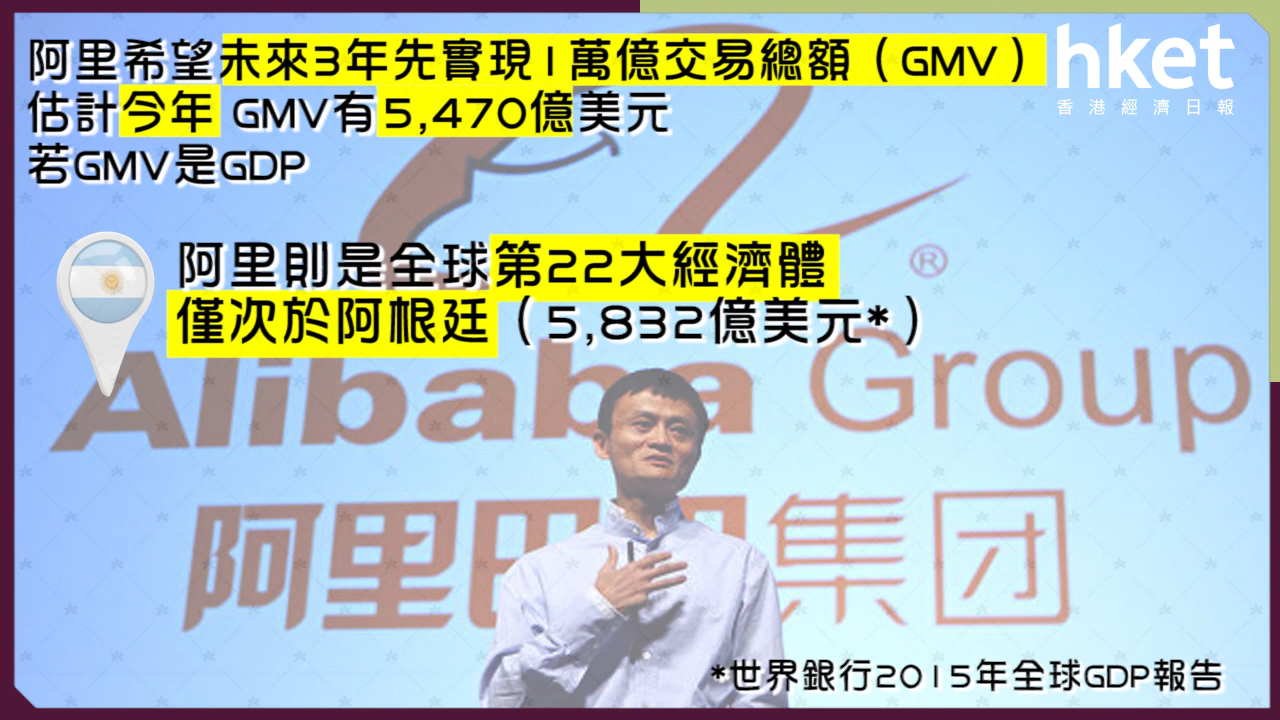 阿里希望未來3年先實現1萬億交易總額（GMV）
估計今年 GMV有5,470億美元
若GMV是GDP
hket
香港經濟日報
阿里則是全球第22大經濟體
僅次於阿根廷（5,832億美元*）
®
Alibaba Group
阿里巴巴集团
*世界銀行2015年全球GDP報告